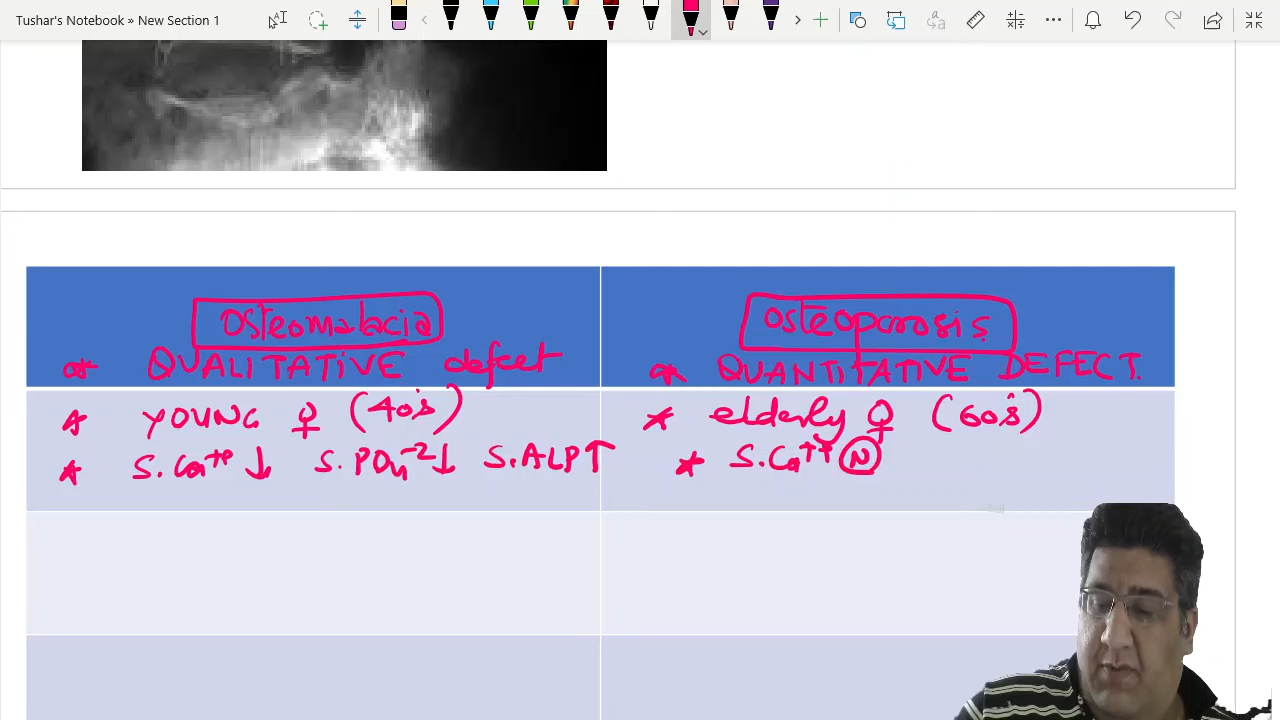 Tushar's Notebook » New Section 1
Osteomalacia
* QUALITATIVE defect
* YOUNG ♀ (40's)
* S.Ca⁺⁺ ↓ S.PO₄⁻² ↓ S.ALP↑
Osteoporosis
* QUANTITATIVE DEFECT.
* elderly ♀ (60's)
* S.Ca⁺⁺ N